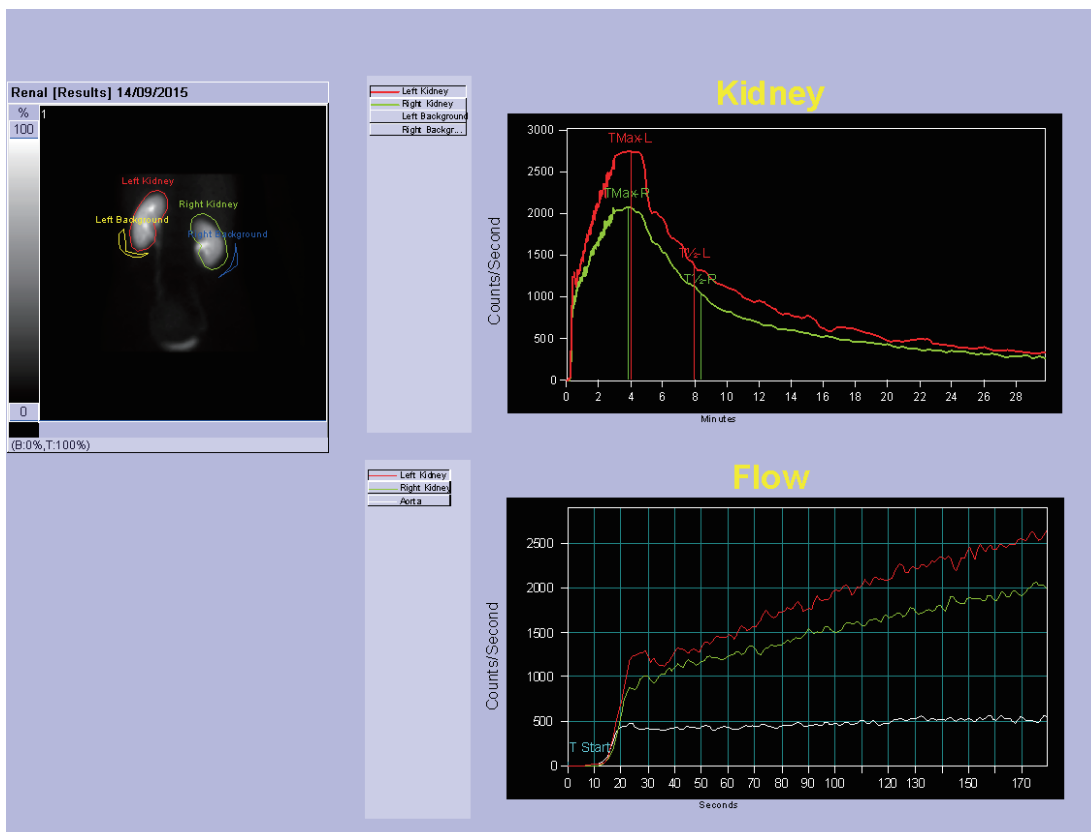 Renal [Results] 14/09/2015
%
100
1
Left Kidney
Right Kidney
Left Background
Right Background
0
(B:0%,T:100%)
Left Kidney
Right Kidney
Left Background
Right Backgr...
Kidney
3000
2500
2000
1500
1000
500
0
Counts/Second
TMax-L
TMax-R
T½-L
T½-R
0 2 4 6 8 10 12 14 16 18 20 22 24 26 28
Minutes
Left Kidney
Right Kidney
Aorta
Flow
2500
2000
1500
1000
500
0
Counts/Second
T Start
0 10 20 30 40 50 60 70 80 90 100 110 120 130 150 170
Seconds